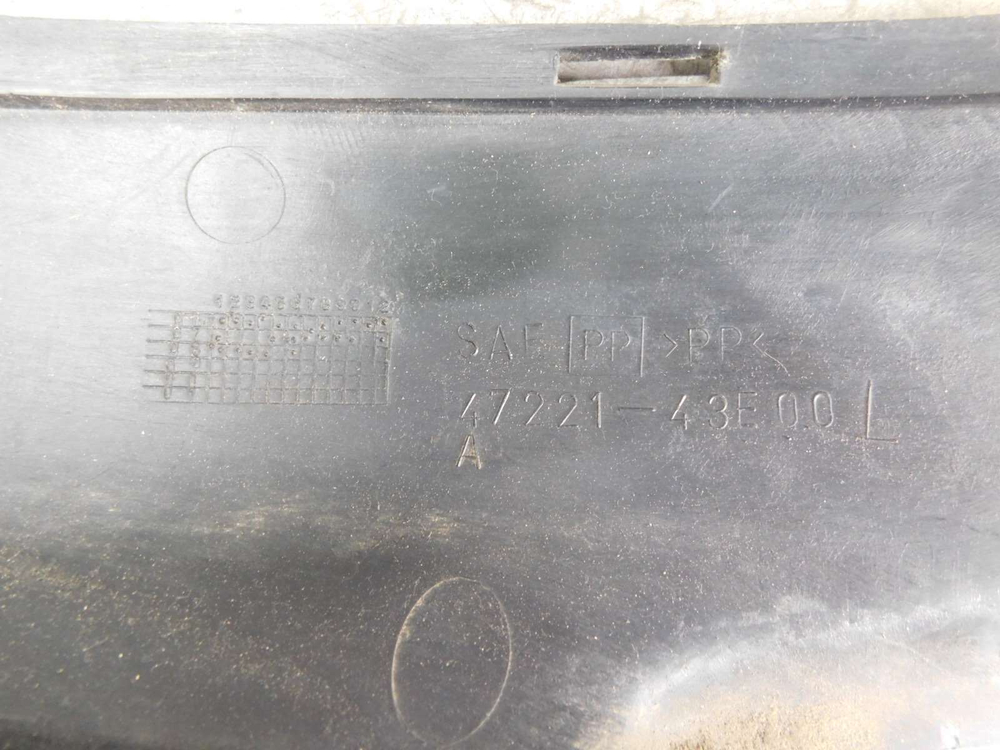 SAE PP >PP<
47221-43E00 L
A